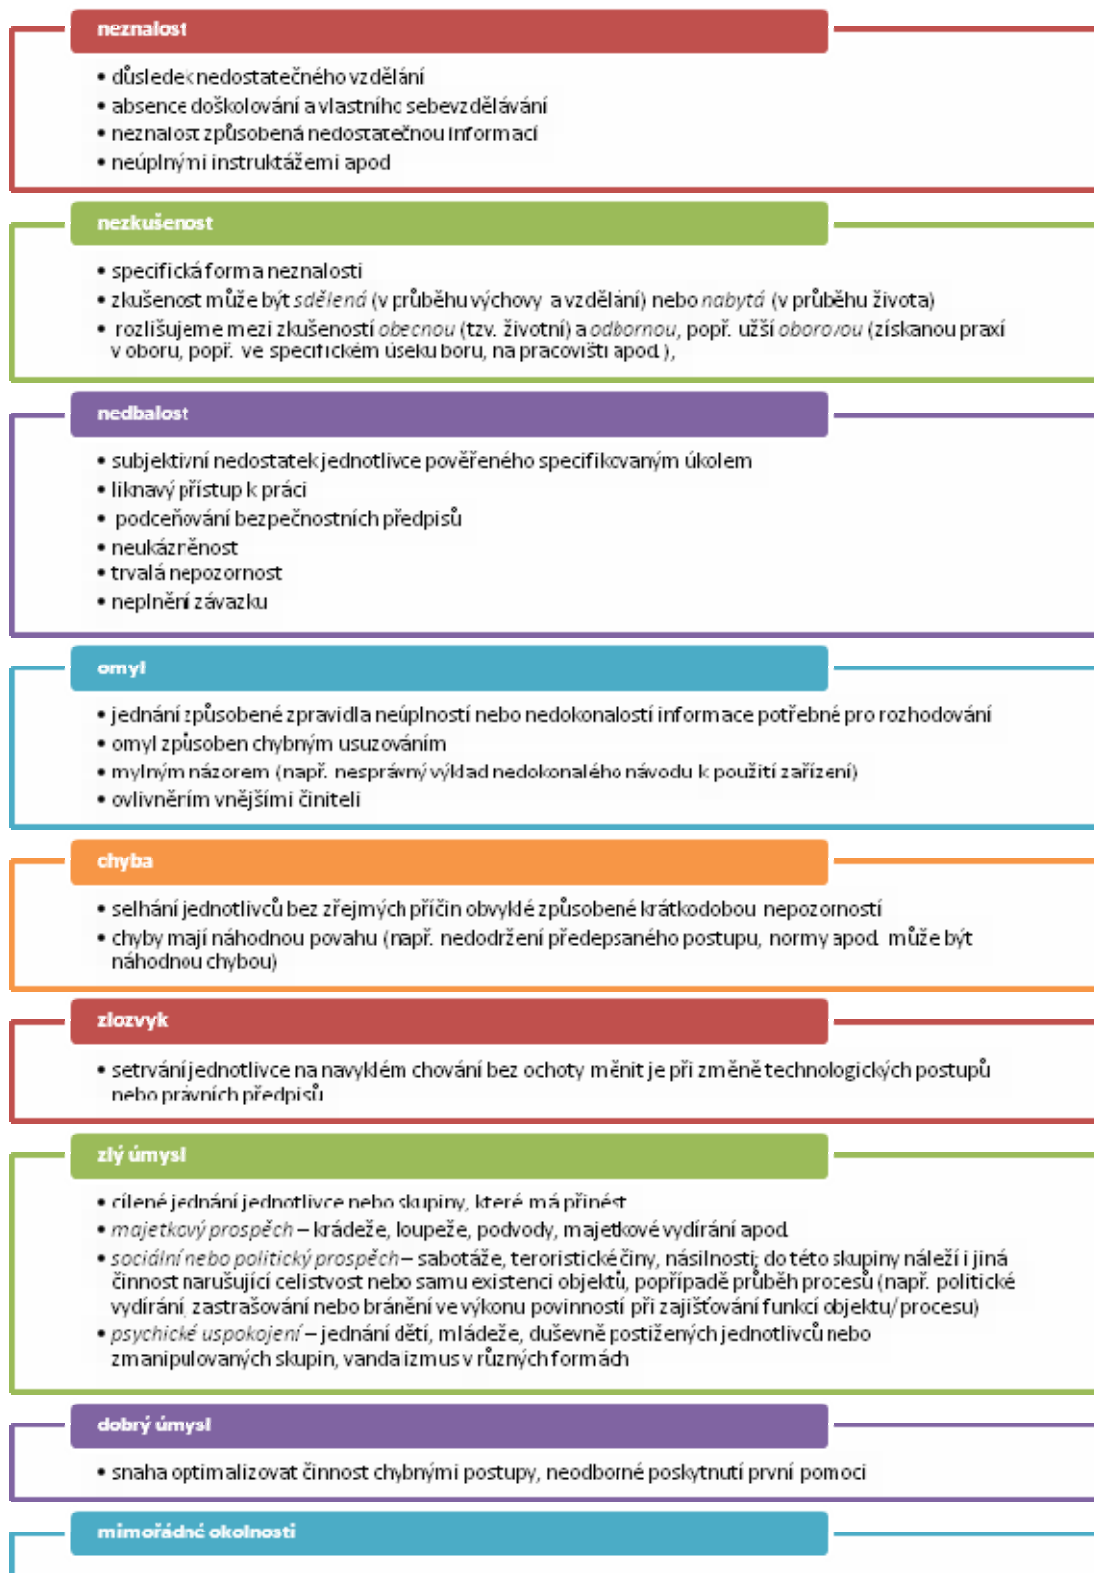 neznalost
• důsledek nedostatečného vzdělání
• absence doškolování a vlastního sebevzdělávání
• neznalost způsobená nedostatečnou informací
• neúplnými instruktážemi apod
nezkušenost
• specifická forma neznalosti
• zkušenost může být sdělená (v průběhu výchovy a vzdělání) nebo nabytá (v průběhu života)
• rozlišujeme mezi zkušeností obecnou (tzv. životní) a odbornou, popř. užší oborovou (získanou praxí
v oboru, popř. ve specifickém úseku boru, na pracovišti apod.),
nedbalost
• subjektivní nedostatek jednotlivce pověřeného specifikovaným úkolem
• liknavý přístup k práci
• podceňování bezpečnostních předpisů
• neukázněnost
• trvalá nepozornost
• neplnění závazku
omyl
• jednání způsobené zpravidla neúplností nebo nedokonalostí informace potřebné pro rozhodování
• omyl způsoben chybným usuzováním
• mylným názorem (např. nesprávný výklad nedokonalého návodu k použití zařízení)
• ovlivněním vnějšími činiteli
chyba
• selhání jednotlivců bez zřejmých příčin obvyklé způsobené krátkodobou nepozorností
• chyby mají náhodnou povahu (např. nedodržení předepsaného postupu, normy apod. může být
náhodnou chybou)
zlozvyk
• setrvání jednotlivce na navyklém chování bez ochoty měnit je při změně technologických postupů
nebo právních předpisů
zlý úmysl
• cílené jednání jednotlivce nebo skupiny, které má přinést
• majetkový prospěch – krádeže, loupeže, podvody, majetkové vydírání apod.
• sociální nebo politický prospěch – sabotáže, teroristické činy, násilnosti; do této skupiny náleží i jiná
činnost narušující celistvost nebo samu existenci objektů, popřípadě průběh procesů (např. politické
vydírání, zastrašování nebo bránění ve výkonu povinností při zajišťování funkcí objektu/procesu)
• psychické uspokojení – jednání dětí, mládeže, duševně postižených jednotlivců nebo
zmanipulovaných skupin, vandalizmus v různých formách
dobrý úmysl
• snaha optimalizovat činnost chybnými postupy, neodborné poskytnutí první pomoci
mimořádné okolnosti